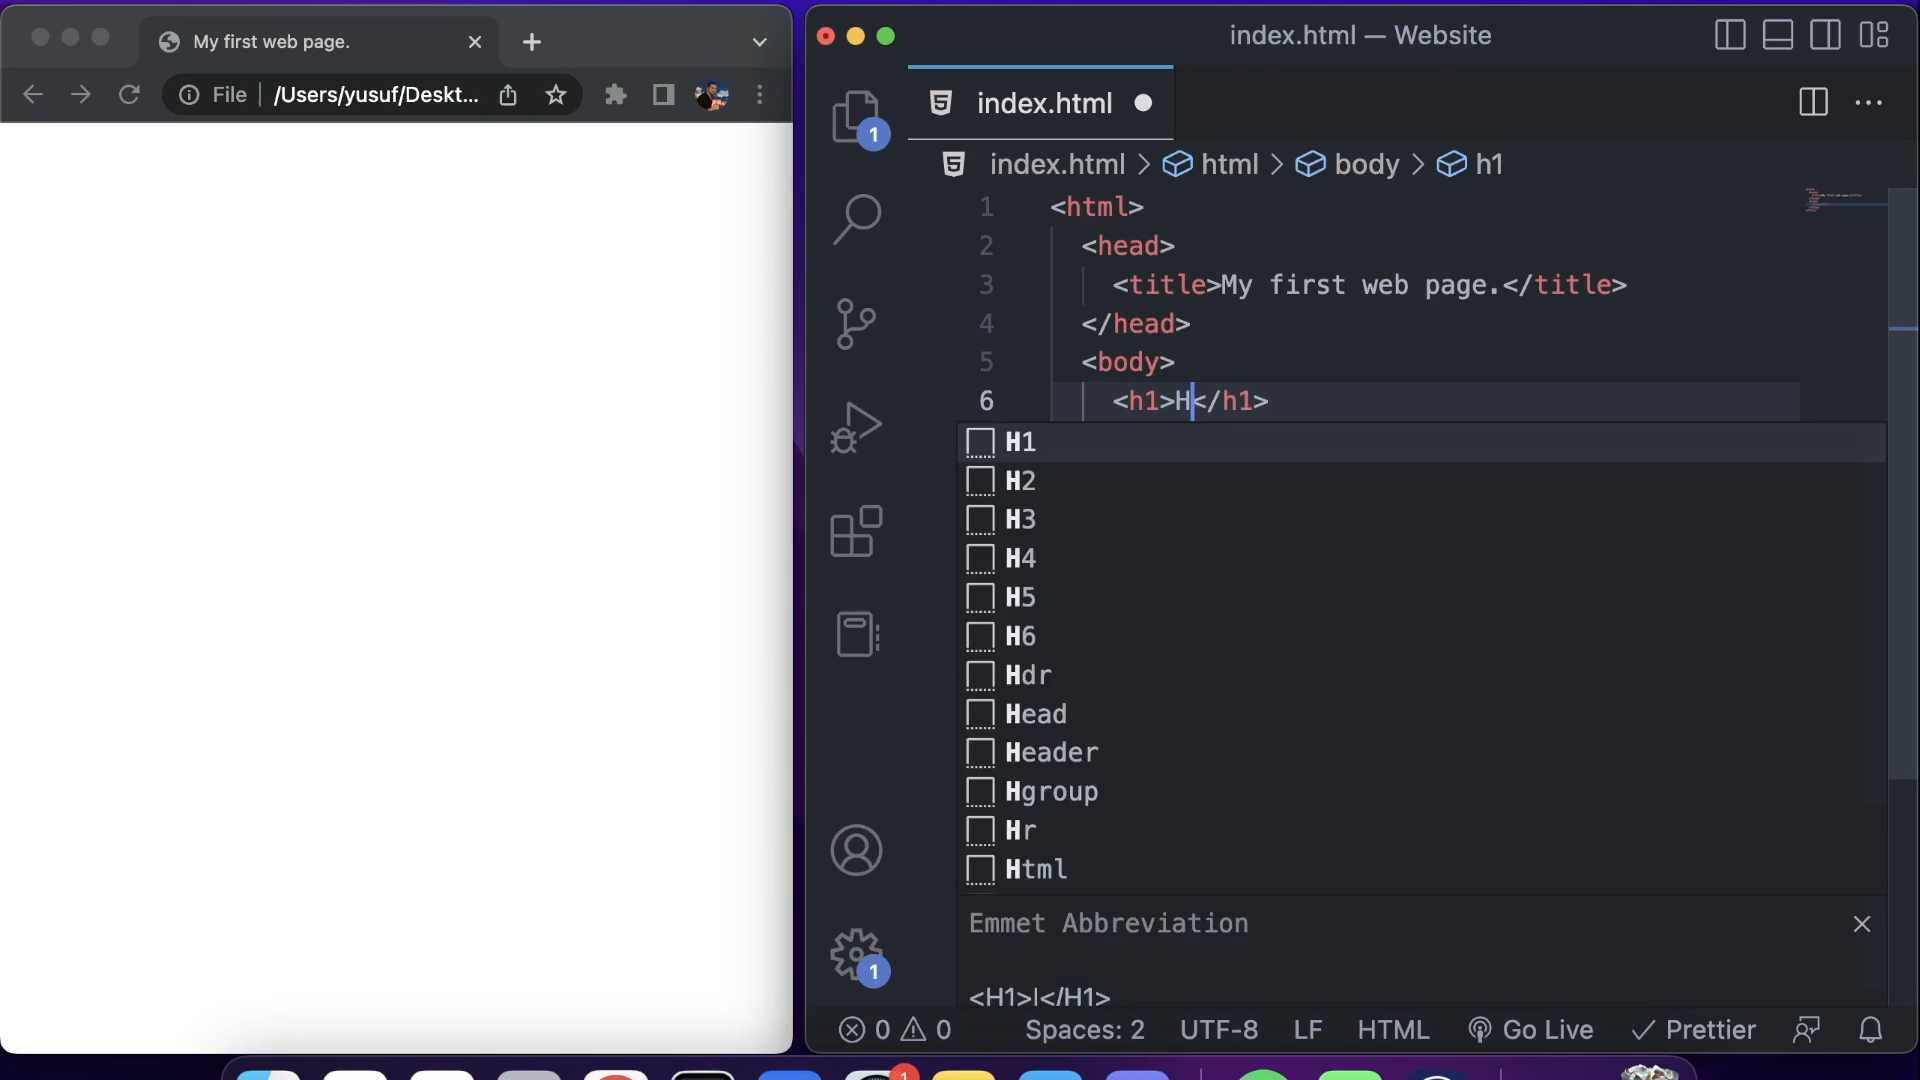 My first web page.
File
/Users/yusuf/Deskt...
index.html — Website
1
index.html
index.html > html > body > h1
1 <html>
2 <head>
3 <title>My first web page.</title>
4 </head>
5 <body>
6 <h1>H</h1>
H1
H2
H3
H4
H5
H6
Hdr
Head
Header
Hgroup
Hr
Html
Emmet Abbreviation
1
<H1>|</H1>
0 0 Spaces: 2 UTF-8 LF HTML Go Live Prettier
1